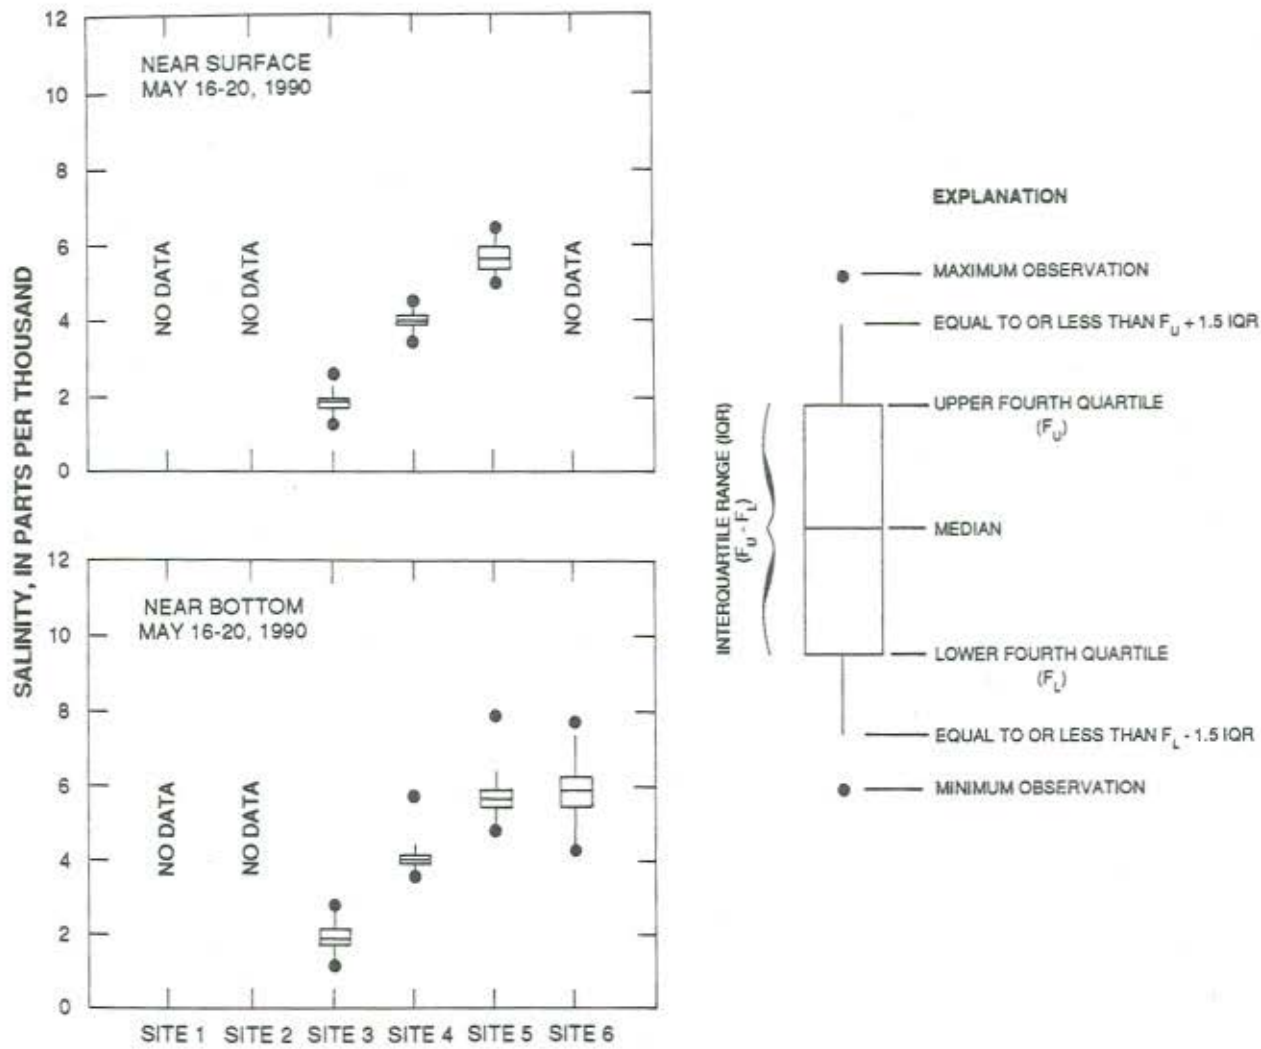 SALINITY, IN PARTS PER THOUSAND
12
10
8
6
4
2
0
NEAR SURFACE
MAY 16-20, 1990
NO DATA
NO DATA
NO DATA
12
10
8
6
4
2
0
NEAR BOTTOM
MAY 16-20, 1990
NO DATA
NO DATA
SITE 1
SITE 2
SITE 3
SITE 4
SITE 5
SITE 6
EXPLANATION
MAXIMUM OBSERVATION
EQUAL TO OR LESS THAN F_U + 1.5 IQR
UPPER FOURTH QUARTILE
(F_U)
INTERQUARTILE RANGE (IQR)
(F_U - F_L)
MEDIAN
LOWER FOURTH QUARTILE
(F_L)
EQUAL TO OR LESS THAN F_L - 1.5 IQR
MINIMUM OBSERVATION